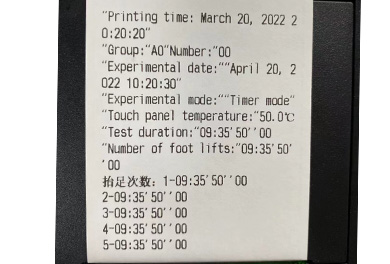 "Printing time: March 20, 2022 2
0:20:20"
"Group:"A0"Number:"00
"Experimental date:""April 20, 2
022 10:20:30"
"Experimental mode:""Timer mode"
"Touch panel temperature:"50.0℃
"Test duration:"09:35'50''00
"Number of foot lifts:"09:35'50'
'00
抬足次数: 1-09:35'50''00
2-09:35'50''00
3-09:35'50''00
4-09:35'50''00
5-09:35'50''00